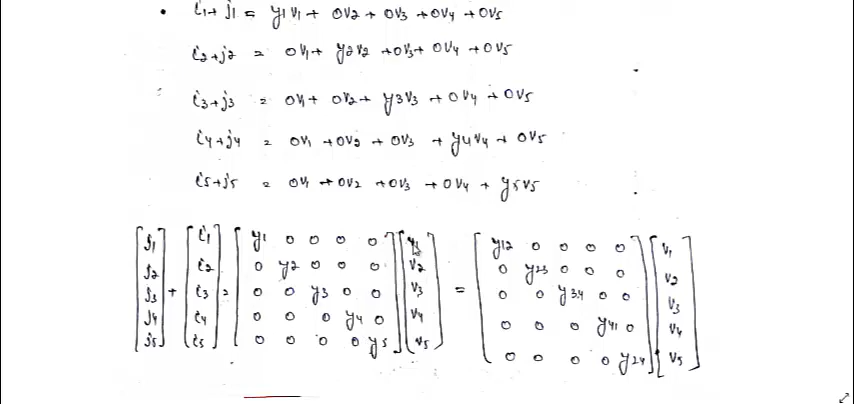 • i1 + j1 = y1v1 + 0v2 + 0v3 + 0v4 + 0v5
i2 + j2 = 0v1 + y2v2 + 0v3 + 0v4 + 0v5
i3 + j3 = 0v1 + 0v2 + y3v3 + 0v4 + 0v5
i4 + j4 = 0v1 + 0v2 + 0v3 + y4v4 + 0v5
i5 + j5 = 0v1 + 0v2 + 0v3 + 0v4 + y5v5
[j1] [i1] [y1 0 0 0 0] [v1] [y12 0 0 0 0] [v1]
[j2] [i2] [0 y2 0 0 0] [v2] [0 y23 0 0 0] [v2]
[j3] + [i3] = [0 0 y3 0 0] [v3] = [0 0 y34 0 0] [v3]
[j4] [i4] [0 0 0 y4 0] [v4] [0 0 0 y41 0] [v4]
[j5] [i5] [0 0 0 0 y5] [v5] [0 0 0 0 y24] [v5]